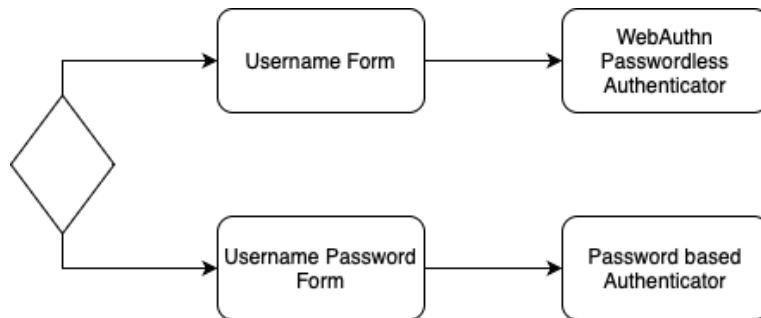 Username Form
WebAuthn
Passwordless
Authenticator
Username Password
Form
Password based
Authenticator